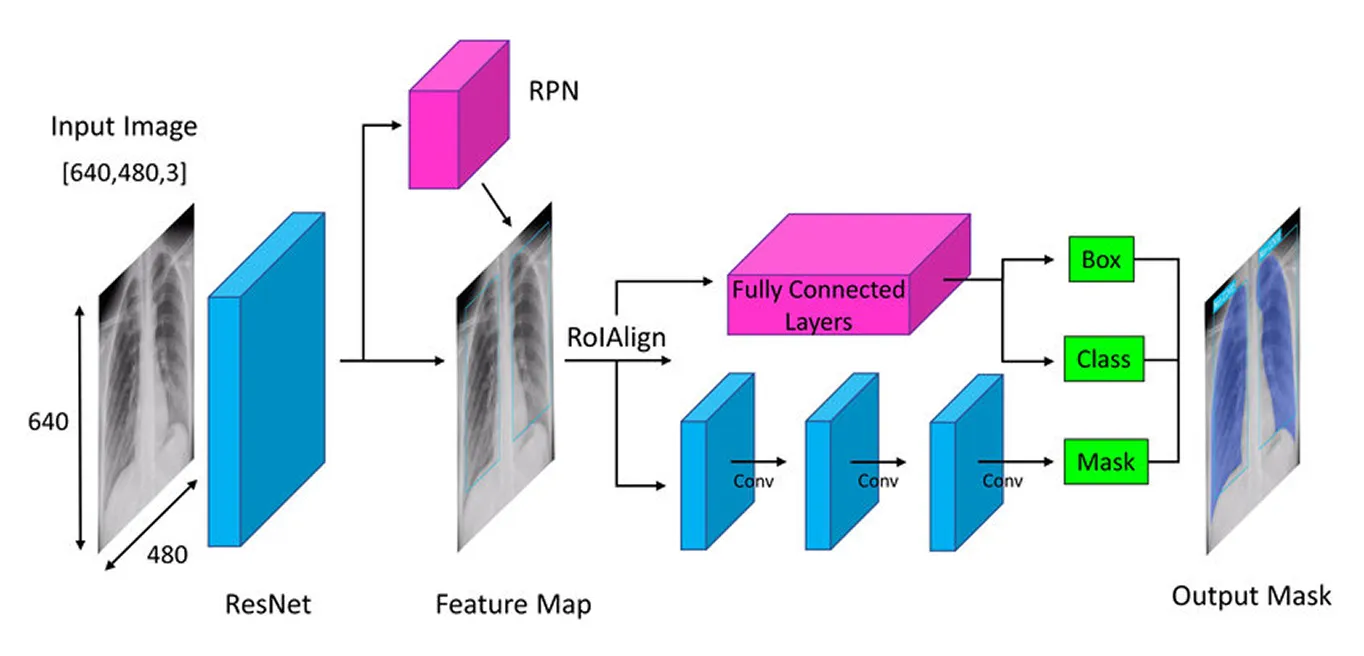 Input Image
[640,480,3]
640
480
ResNet
RPN
Feature Map
RoIAlign
Fully Connected
Layers
Conv
Conv
Conv
Box
Class
Mask
Output Mask